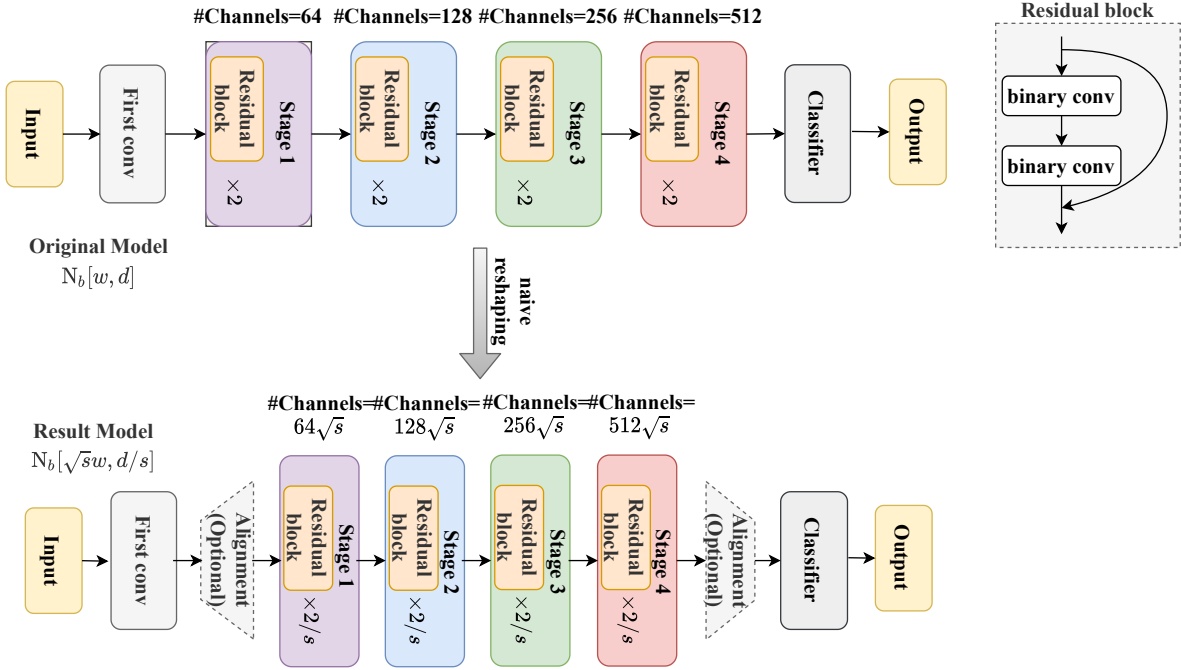 #Channels=64
#Channels=128
#Channels=256
#Channels=512
Residual block
Input
First conv
Residual
block
Stage 1
×2
Residual
block
Stage 2
×2
Residual
block
Stage 3
×2
Residual
block
Stage 4
×2
Classifier
Output
binary conv
binary conv
Original Model
N_b[w, d]
naive
reshaping
#Channels=
64√s
#Channels=
128√s
#Channels=
256√s
#Channels=
512√s
Result Model
N_b[√sw, d/s]
Input
First conv
Alignment
(Optional)
Residual
block
Stage 1
×2/s
Residual
block
Stage 2
×2/s
Residual
block
Stage 3
×2/s
Residual
block
Stage 4
×2/s
Alignment
(Optional)
Classifier
Output